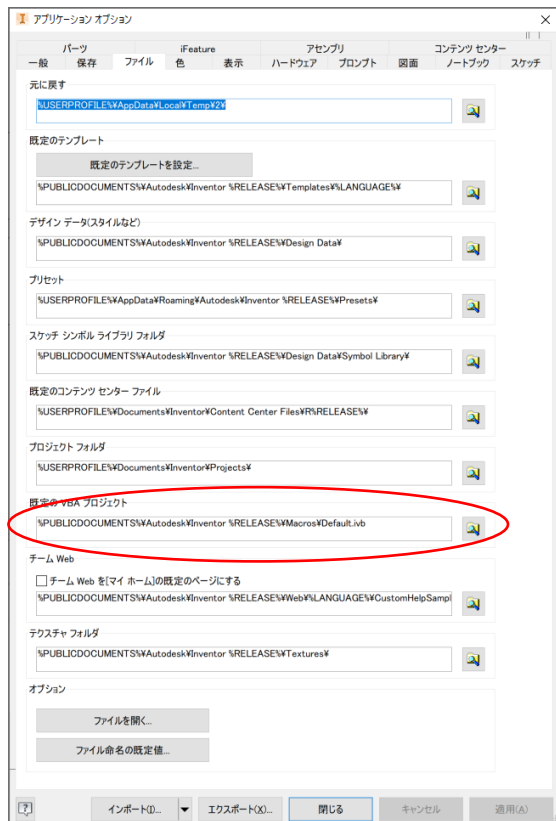 アプリケーション オプション
パーツ iFeature アセンブリ コンテンツ センター
一般 保存 ファイル 色 表示 ハードウェア プロンプト 図面 ノートブック スケッチ
元に戻す
%USERPROFILE%¥AppData¥Local¥Temp¥2¥
既定のテンプレート
既定のテンプレートを設定...
%PUBLICDOCUMENTS%¥Autodesk¥Inventor %RELEASE%¥Templates¥%LANGUAGE%¥
デザイン データ(スタイルなど)
%PUBLICDOCUMENTS%¥Autodesk¥Inventor %RELEASE%¥Design Data¥
プリセット
%USERPROFILE%¥AppData¥Roaming¥Autodesk¥Inventor %RELEASE%¥Presets¥
スケッチ シンボル ライブラリ フォルダ
%PUBLICDOCUMENTS%¥Autodesk¥Inventor %RELEASE%¥Design Data¥Symbol Library¥
既定のコンテンツ センター ファイル
%USERPROFILE%¥Documents¥Inventor¥Content Center Files¥R%RELEASE%¥
プロジェクト フォルダ
%USERPROFILE%¥Documents¥Inventor¥Projects¥
既定の VBA プロジェクト
%PUBLICDOCUMENTS%¥Autodesk¥Inventor %RELEASE%¥Macros¥Default.ivb
チーム Web
チーム Web を[マイ ホーム]の既定のページにする
%PUBLICDOCUMENTS%¥Autodesk¥Inventor %RELEASE%¥Web¥%LANGUAGE%¥CustomHelpSampl
テクスチャ フォルダ
%PUBLICDOCUMENTS%¥Autodesk¥Inventor %RELEASE%¥Textures¥
オプション
ファイルを開く...
ファイル命名の既定値...
インポート(I)... エクスポート(X)... 閉じる キャンセル 適用(A)